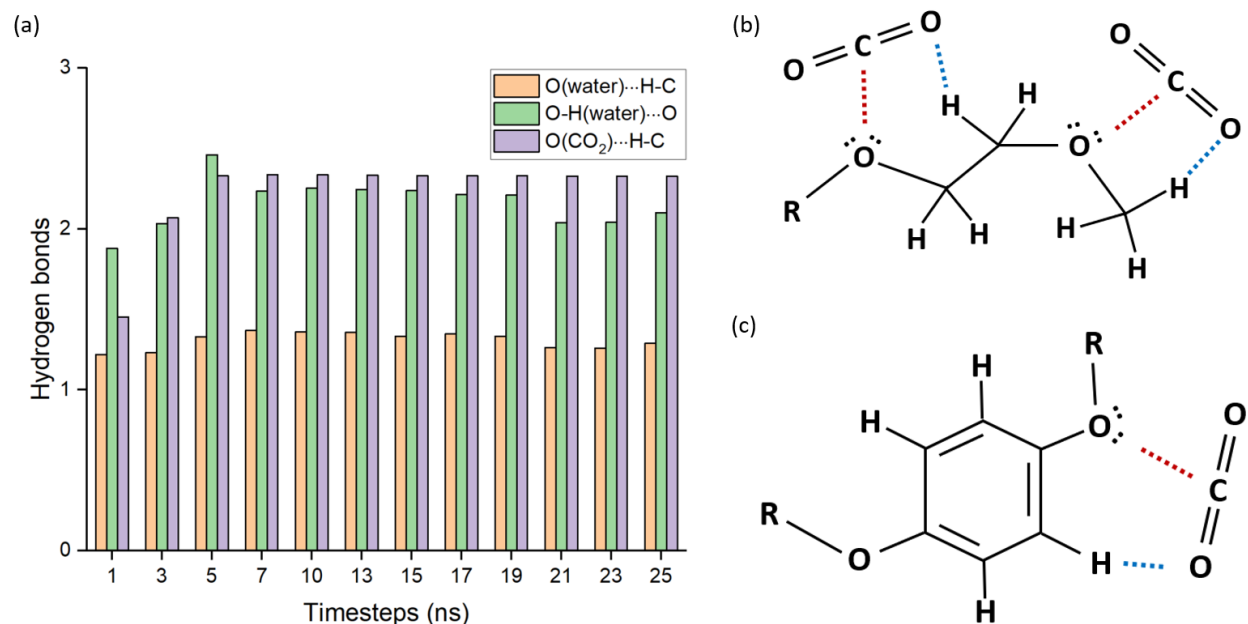 (a)
3
2
1
0
Hydrogen bonds
O(water)···H-C
O-H(water)···O
O(CO₂)···H-C
1 3 5 7 10 13 15 17 19 21 23 25
Timesteps (ns)
(b)
O C O
O C O
H H
O O
R
H
H H H
H
(c)
R
H
O O
H
C
R
O H O
H